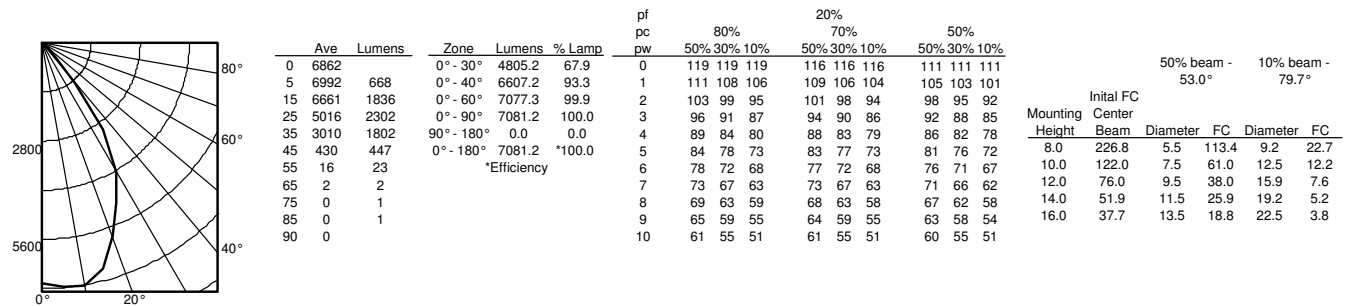 80°
60°
40°
2800
5600
0° 20°
Ave Lumens
0 6862
5 6992 668
15 6661 1836
25 5016 2302
35 3010 1802
45 430 447
55 16 23
65 2 2
75 0 1
85 0 1
90 0
Zone Lumens % Lamp
0° - 30° 4805.2 67.9
0° - 40° 6607.2 93.3
0° - 60° 7077.3 99.9
0° - 90° 7081.2 100.0
90° - 180° 0.0 0.0
0° - 180° 7081.2 *100.0
*Efficiency
pf 20%
pc 80% 70% 50%
pw 50% 30% 10% 50% 30% 10% 50% 30% 10%
0 119 119 119 116 116 116 111 111 111
1 111 108 106 109 106 104 105 103 101
2 103 99 95 101 98 94 98 95 92
3 96 91 87 94 90 86 92 88 85
4 89 84 80 88 83 79 86 82 78
5 84 78 73 83 77 73 81 76 72
6 78 72 68 77 72 68 76 71 67
7 73 67 63 73 67 63 71 66 62
8 69 63 59 68 63 58 67 62 58
9 65 59 55 64 59 55 63 58 54
10 61 55 51 61 55 51 60 55 51
50% beam - 10% beam -
53.0° 79.7°
Inital FC
Mounting Center
Height Beam Diameter FC Diameter FC
8.0 226.8 5.5 113.4 9.2 22.7
10.0 122.0 7.5 61.0 12.5 12.2
12.0 76.0 9.5 38.0 15.9 7.6
14.0 51.9 11.5 25.9 19.2 5.2
16.0 37.7 13.5 18.8 22.5 3.8